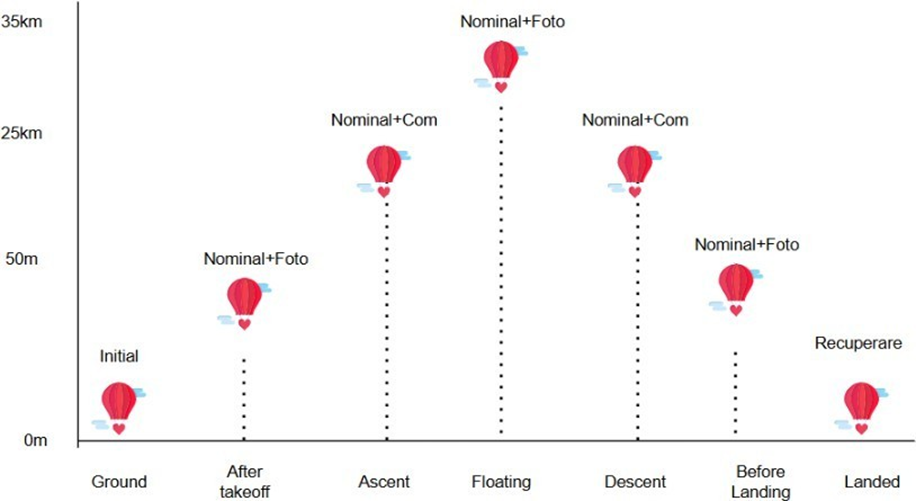 35km
Nominal+Foto
Nominal+Com
Nominal+Com
25km
Nominal+Foto
50m
Nominal+Foto
Initial
Recuperare
0m
Ground
After
takeoff
Ascent
Floating
Descent
Before
Landing
Landed